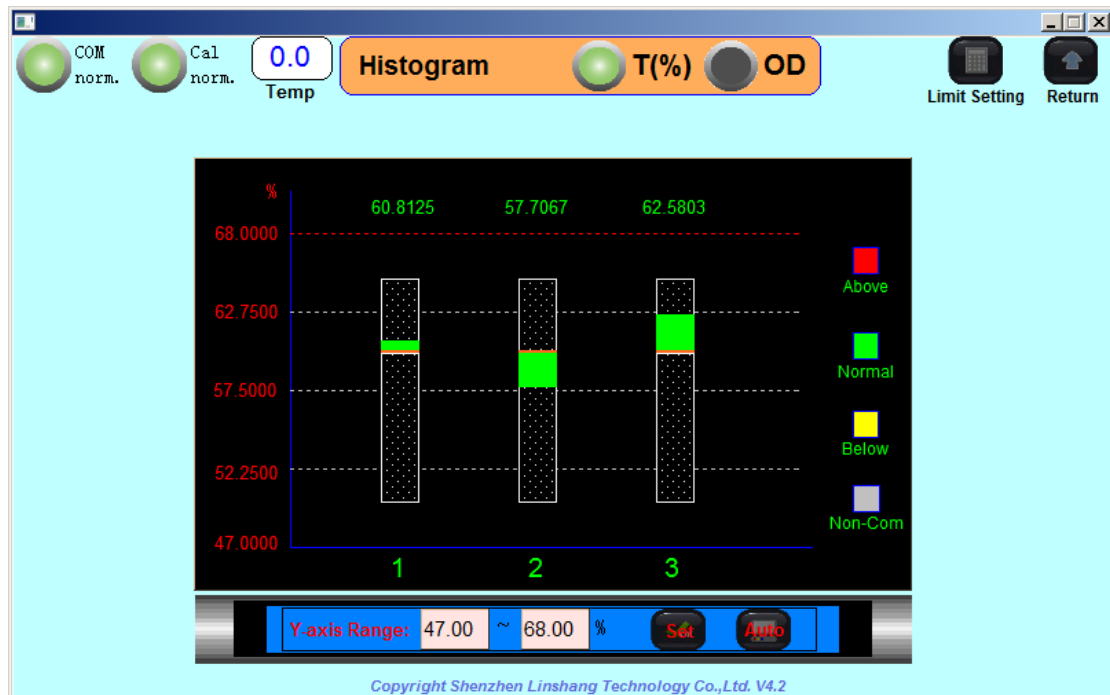 COM
norm.
Cal
norm.
0.0
Temp
Histogram
T(%)
OD
Limit Setting
Return
%
60.8125 57.7067 62.5803
68.0000
62.7500
57.5000
52.2500
47.0000
1 2 3
Above
Normal
Below
Non-Com
Y-axis Range: 47.00 ~ 68.00 % Set Auto
Copyright Shenzhen Linshang Technology Co.,Ltd. V4.2